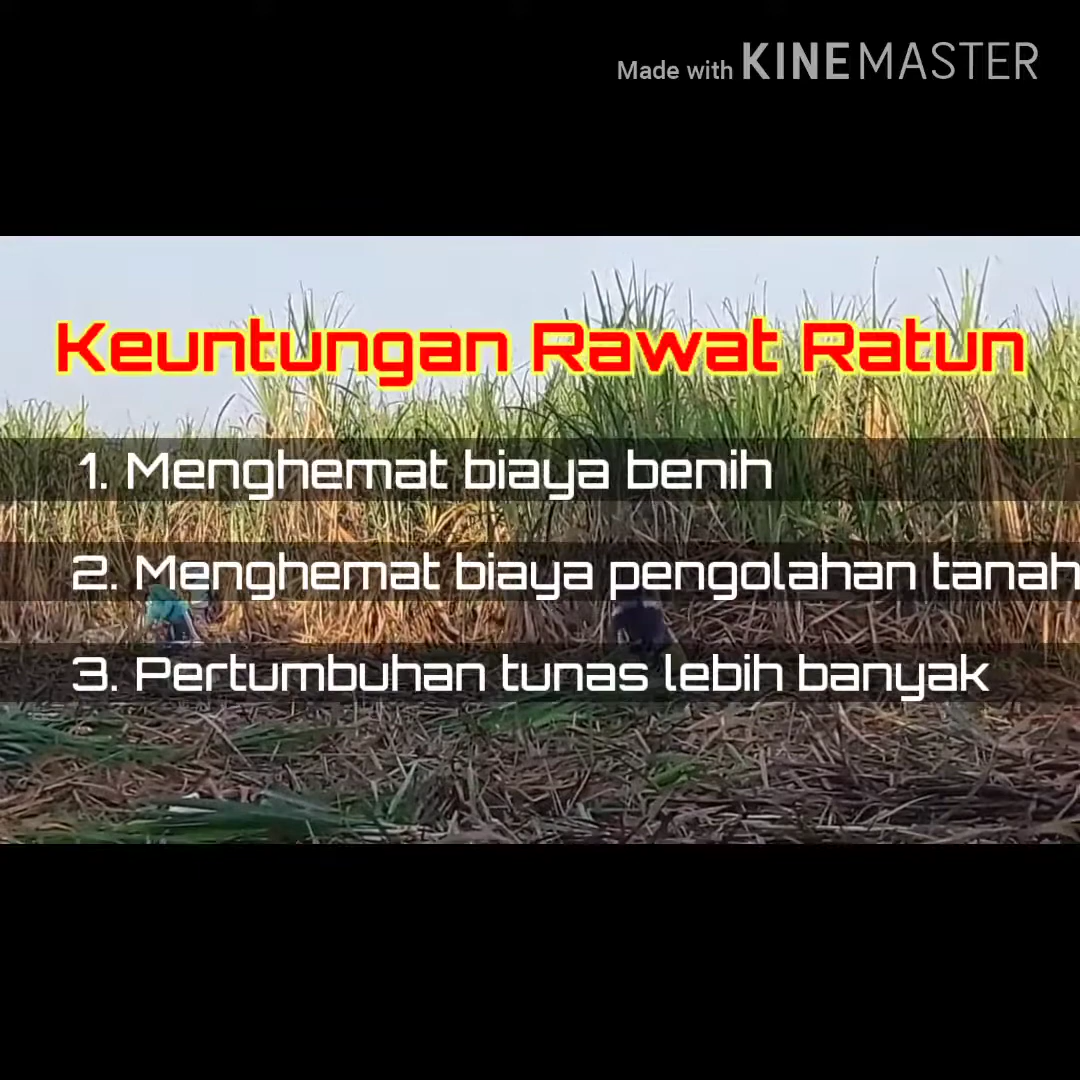 Made with KINEMASTER
Keuntungan Rawat Ratun
1. Menghemat biaya benih
2. Menghemat biaya pengolahan tanah
3. Pertumbuhan tunas lebih banyak